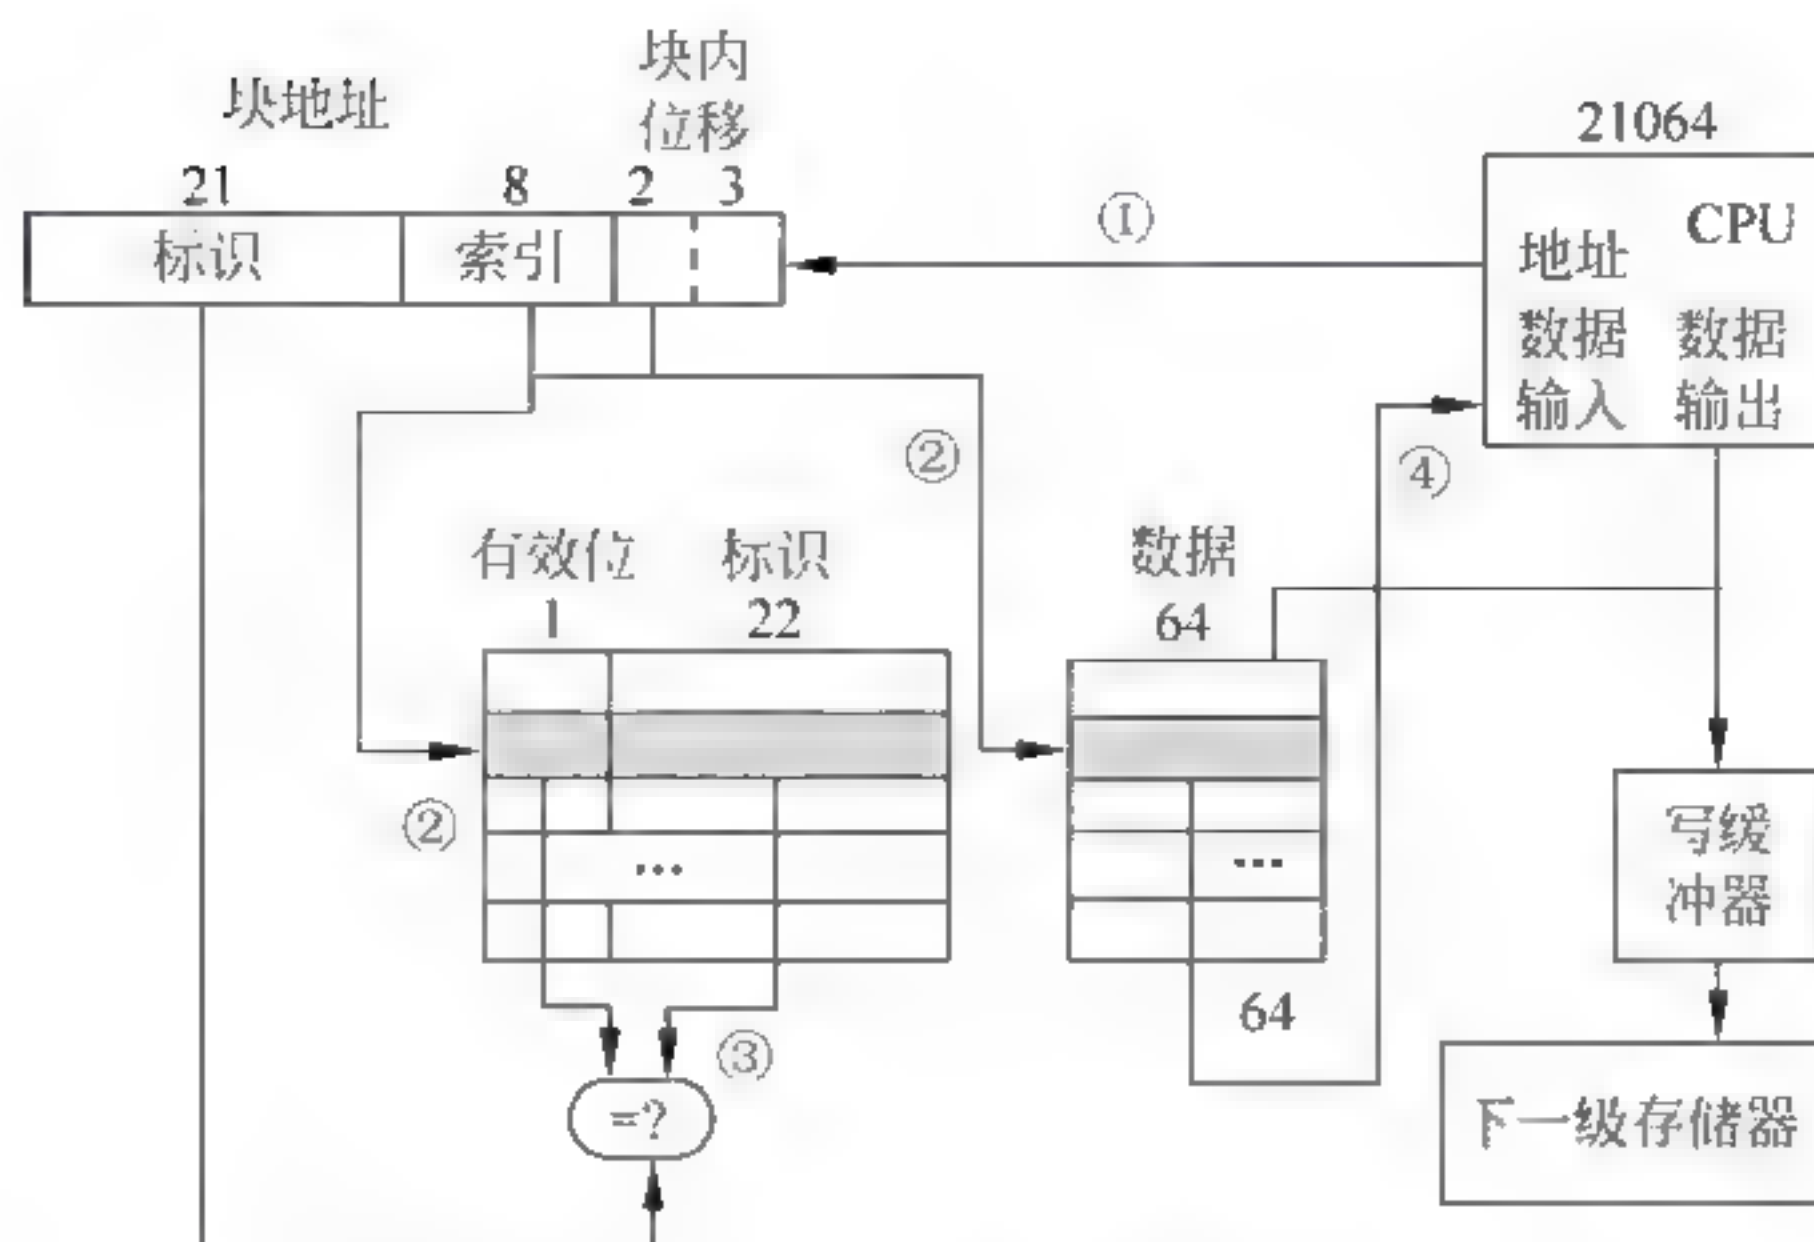 块地址
块内
位移
21
8
2
3
标识
索引
①
21064
CPU
地址
数据
输入
数据
输出
②
④
有效位
标识
数据
1
22
64
②
…
…
写缓
冲器
64
③
=?
下一级存储器